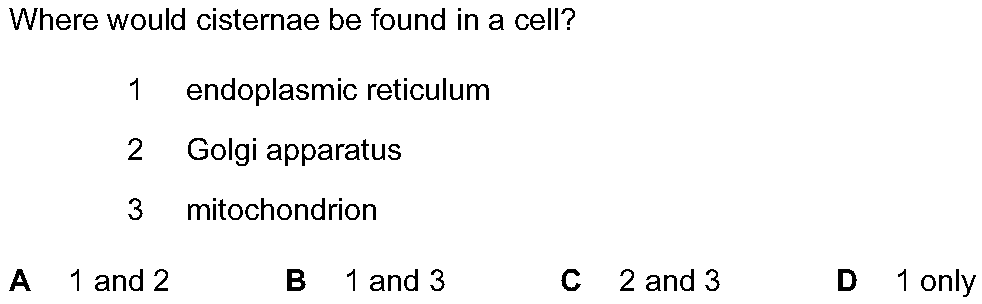 Where would cisternae be found in a cell?
1 endoplasmic reticulum
2 Golgi apparatus
3 mitochondrion
A 1 and 2 B 1 and 3 C 2 and 3 D 1 only